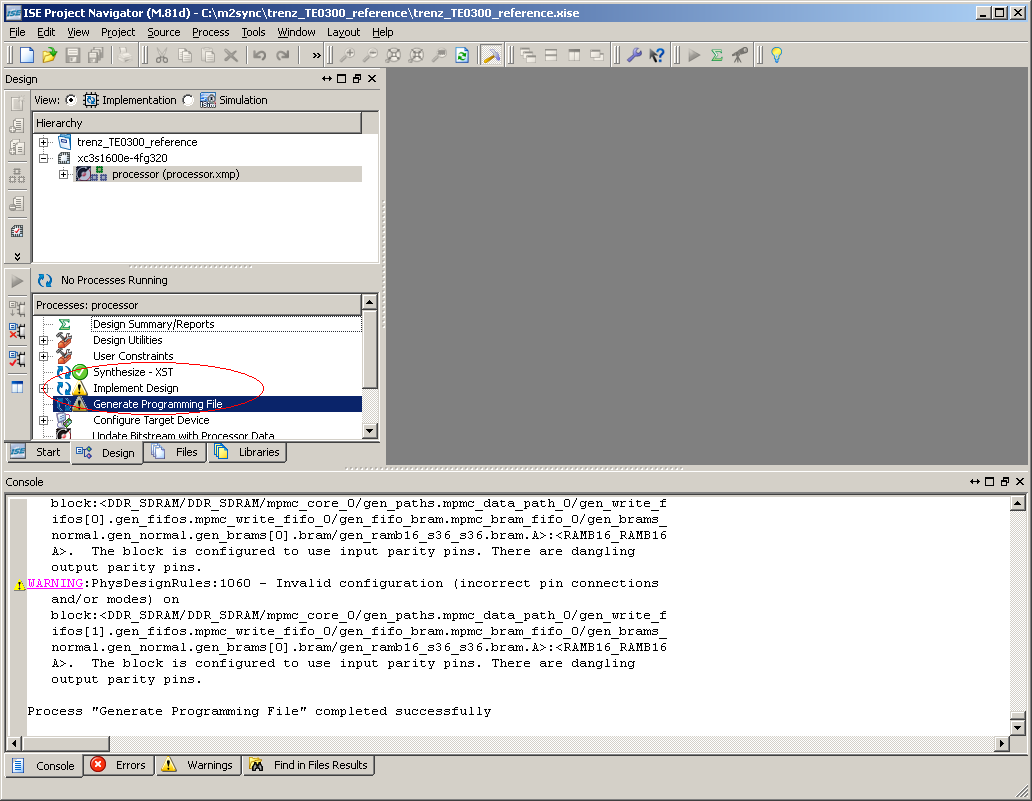 ISE Project Navigator (M.81d) - C:\m2sync\trenz_TE0300_reference\trenz_TE0300_reference.xise
File Edit View Project Source Process Tools Window Layout Help
Design
View: Implementation Simulation
Hierarchy
trenz_TE0300_reference
xc3s1600e-4fg320
processor (processor.xmp)
No Processes Running
Processes: processor
Design Summary/Reports
Design Utilities
User Constraints
Synthesize - XST
Implement Design
Generate Programming File
Configure Target Device
Update Bitstream with Processor Data
Start Design Files Libraries
Console
block:<DDR_SDRAM/DDR_SDRAM/mpmc_core_0/gen_paths.mpmc_data_path_0/gen_write_f
ifos[0].gen_fifos.mpmc_write_fifo_0/gen_fifo_bram.mpmc_bram_fifo_0/gen_brams_
normal.gen_normal.gen_brams[0].bram/gen_ramb16_s36_s36.bram.A>:<RAMB16_RAMB16
A>.  The block is configured to use input parity pins. There are dangling
output parity pins.
WARNING:PhysDesignRules:1060 - Invalid configuration (incorrect pin connections
and/or modes) on
block:<DDR_SDRAM/DDR_SDRAM/mpmc_core_0/gen_paths.mpmc_data_path_0/gen_write_f
ifos[1].gen_fifos.mpmc_write_fifo_0/gen_fifo_bram.mpmc_bram_fifo_0/gen_brams_
normal.gen_normal.gen_brams[0].bram/gen_ramb16_s36_s36.bram.A>:<RAMB16_RAMB16
A>.  The block is configured to use input parity pins. There are dangling
output parity pins.
Process "Generate Programming File" completed successfully
Console Errors Warnings Find in Files Results